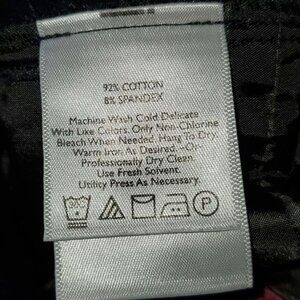 92% COTTON
8% SPANDEX
Machine Wash Cold Delicate
With Like Colors. Only Non-Chlorine
Bleach When Needed. Hang To Dry.
Warm Iron As Desired. -Or-
Professionally Dry Clean.
Use Fresh Solvent.
Utility Press As Necessary.
P